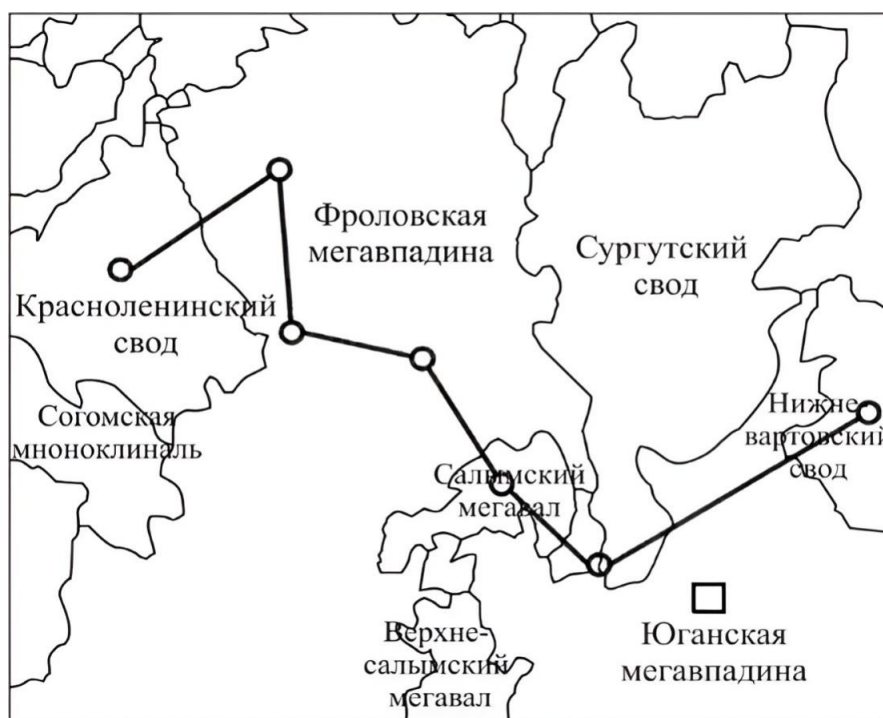 Фроловская
мегавпадина
Сургутский
свод
Красноленинский
свод
Согомская
мноноклиналь
Нижне-
вартовский
свод
Салымский
мегавал
Верхне-
салымский
мегавал
Юганская
мегавпадина